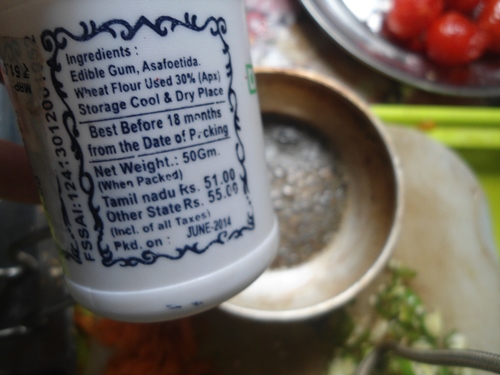 Ingredients :
Edible Gum, Asafoetida.
Wheat Flour Used 30% (Apx)
Storage Cool & Dry Place
Best Before 18 months
from the Date of P.cking
Net Weight.: 50Gm.
(When Packed)
Tamil nadu Rs. 51.00
Other State Rs. 55.00
(Incl. of all Taxes)
Pkd. on : JUNE-2014